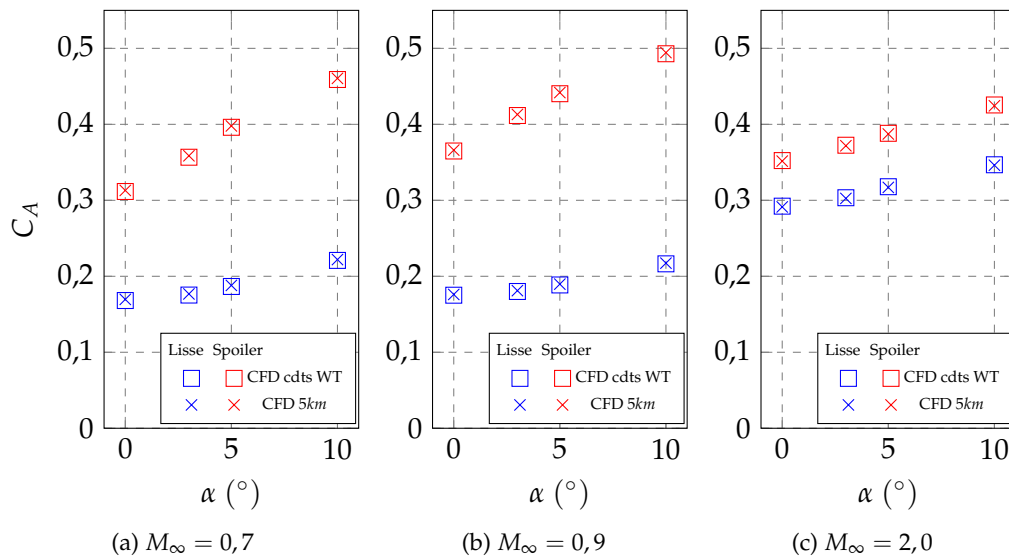 0,5
0,4
0,3
0,2
0,1
0
C_A
0 5 10
α (°)
Lisse Spoiler
CFD cdts WT
CFD 5km
(a) M∞ = 0,7
0,5
0,4
0,3
0,2
0,1
0
0 5 10
α (°)
Lisse Spoiler
CFD cdts WT
CFD 5km
(b) M∞ = 0,9
0,5
0,4
0,3
0,2
0,1
0
0 5 10
α (°)
Lisse Spoiler
CFD cdts WT
CFD 5km
(c) M∞ = 2,0